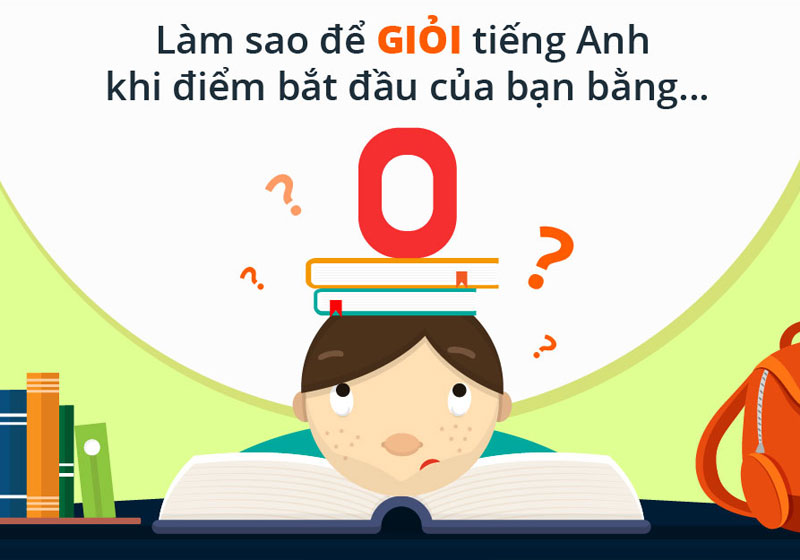 Làm sao để GIỎI tiếng Anh
khi điểm bắt đầu của bạn bằng...
0